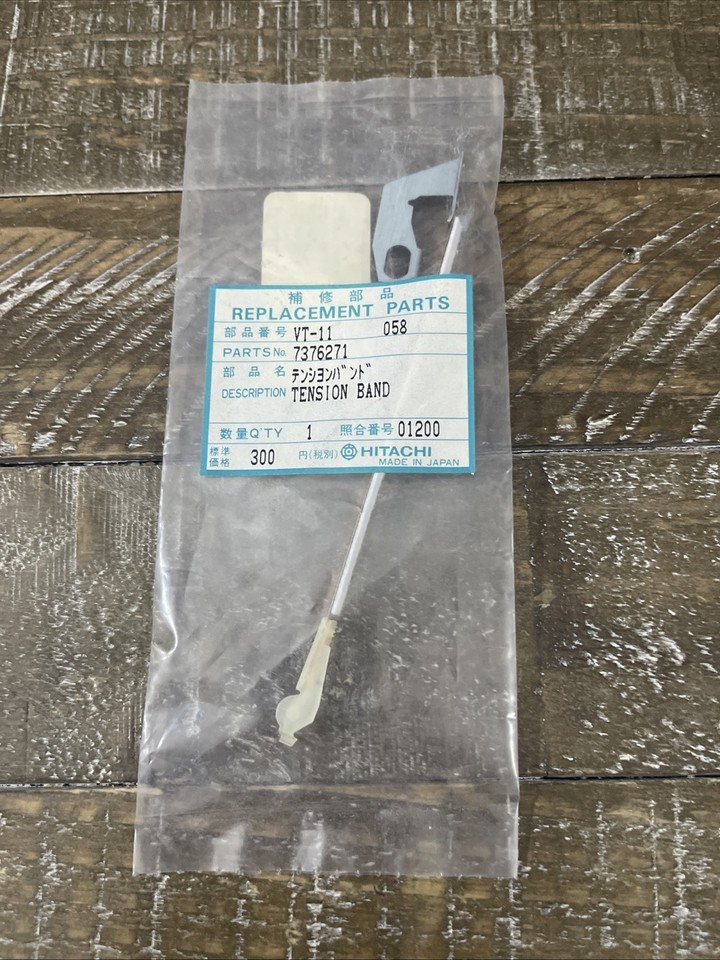 補修部品
REPLACEMENT PARTS
部品番号 VT-11 058
PARTS No. 7376271
部品名 テンシヨンバンド
DESCRIPTION TENSION BAND
数量 Q'TY 1 照合番号 01200
標準価格 300 円(税別) HITACHI
MADE IN JAPAN